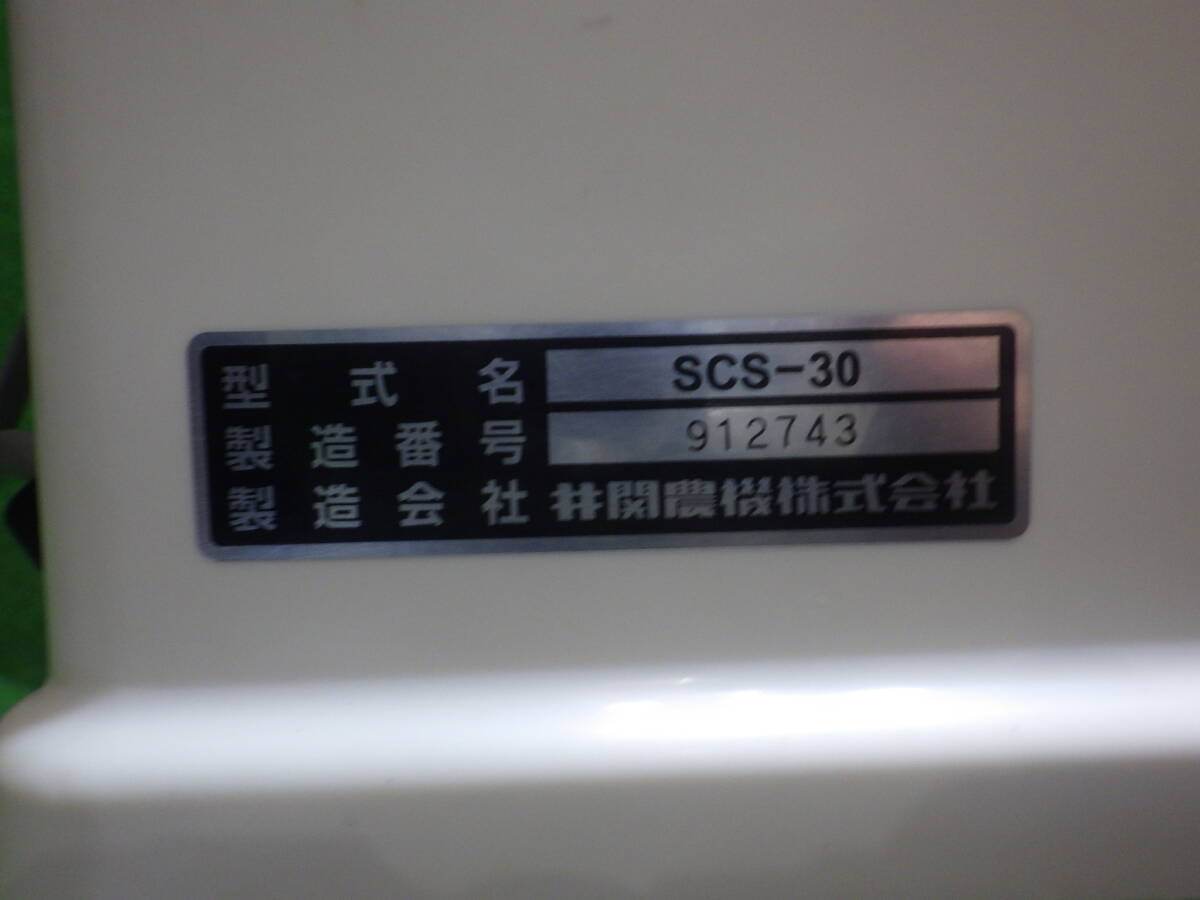 型式名 SCS-30
製造番号 912743
製造会社 井関農機株式会社